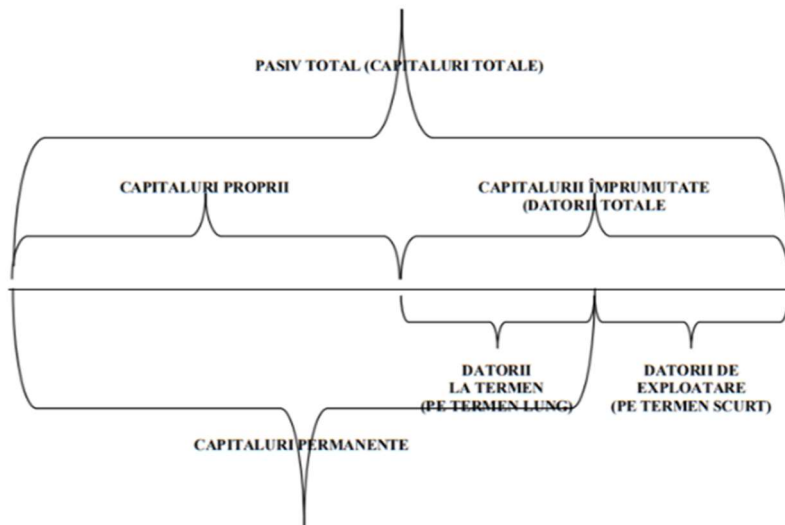 PASIV TOTAL (CAPITALURI TOTALE)
CAPITALURI PROPRII
CAPITALURII ÎMPRUMUTATE
(DATORII TOTALE
DATORII
LA TERMEN
(PE TERMEN LUNG)
DATORII DE
EXPLOATARE
(PE TERMEN SCURT)
CAPITALURI PERMANENTE